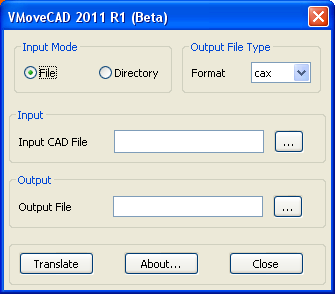 VMoveCAD 2011 R1 (Beta)
Input Mode
Output File Type
File
Directory
Format
cax
Input
Input CAD File
...
Output
Output File
...
Translate
About...
Close